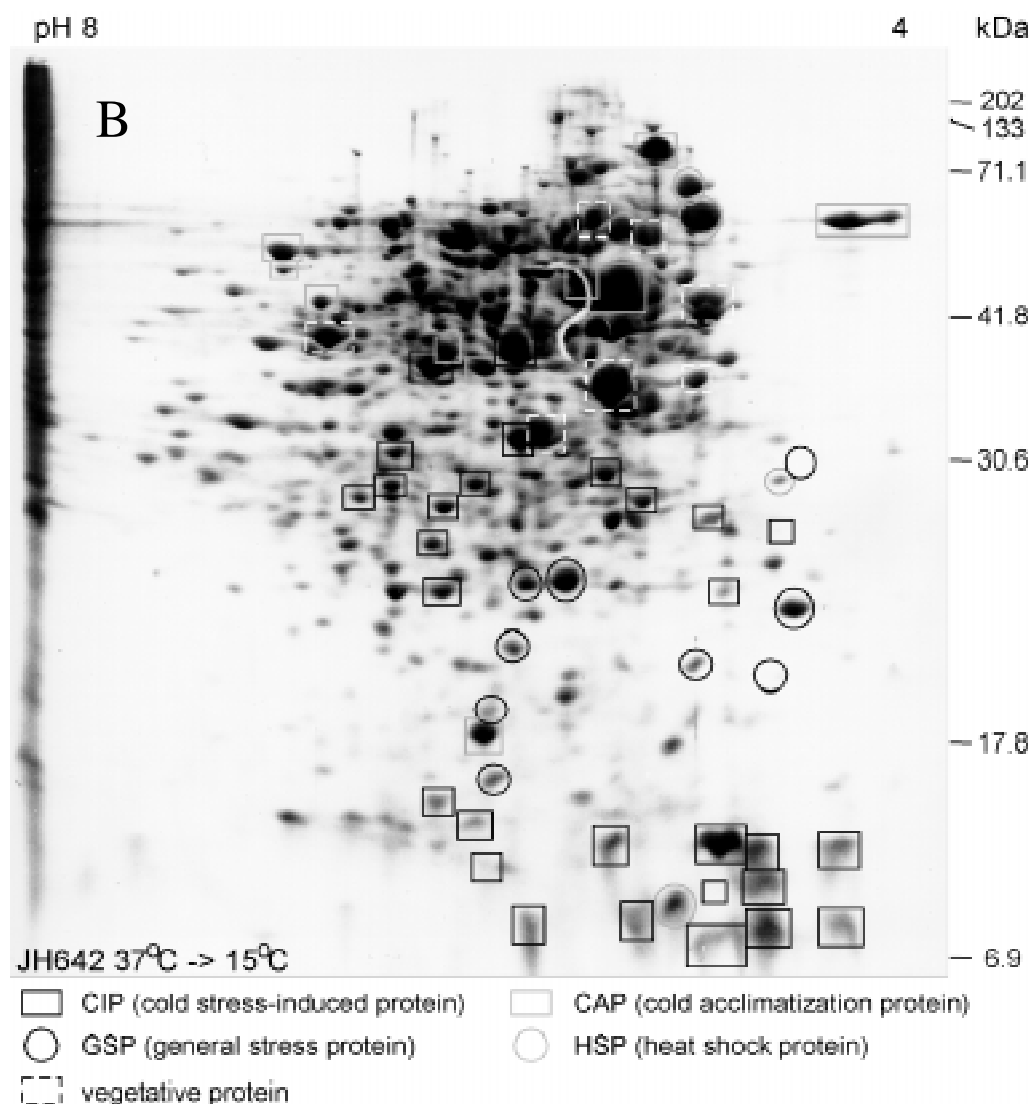 pH 8 4 kDa
202
133
B
71.1
41.8
30.6
17.8
JH642 37°C -> 15°C
6.9
CIP (cold stress-induced protein) CAP (cold acclimatization protein)
GSP (general stress protein) HSP (heat shock protein)
vegetative protein